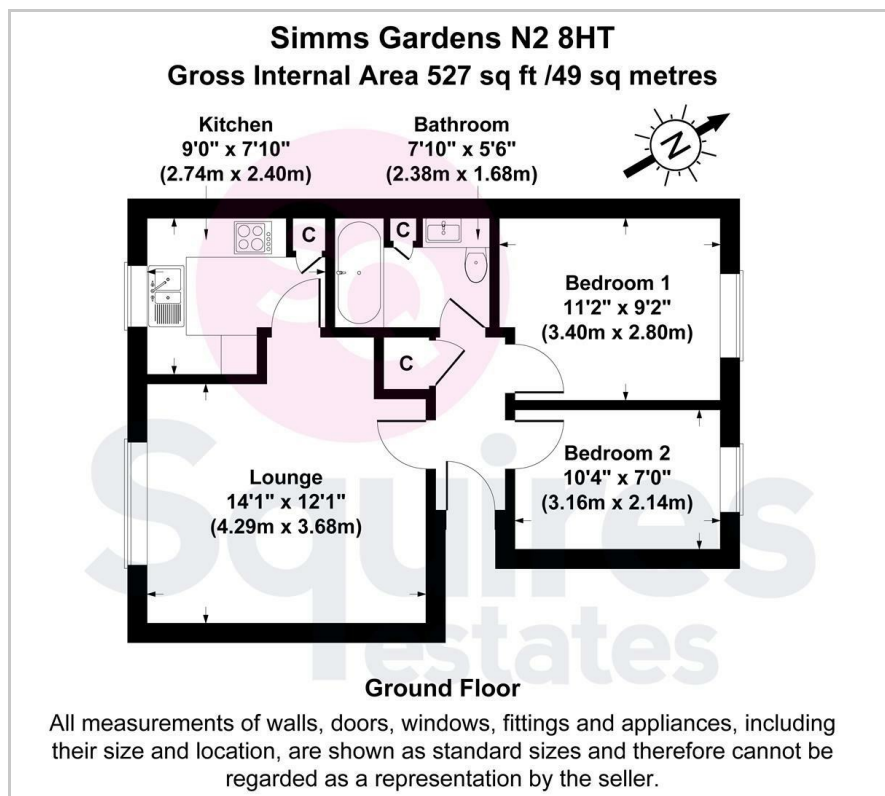 Simms Gardens N2 8HT
Gross Internal Area 527 sq ft /49 sq metres
Kitchen
9'0" x 7'10"
(2.74m x 2.40m)
Bathroom
7'10" x 5'6"
(2.38m x 1.68m)
N
C
C
C
Bedroom 1
11'2" x 9'2"
(3.40m x 2.80m)
Lounge
14'1" x 12'1"
(4.29m x 3.68m)
Bedroom 2
10'4" x 7'0"
(3.16m x 2.14m)
Squires
estates
Ground Floor
All measurements of walls, doors, windows, fittings and appliances, including
their size and location, are shown as standard sizes and therefore cannot be
regarded as a representation by the seller.